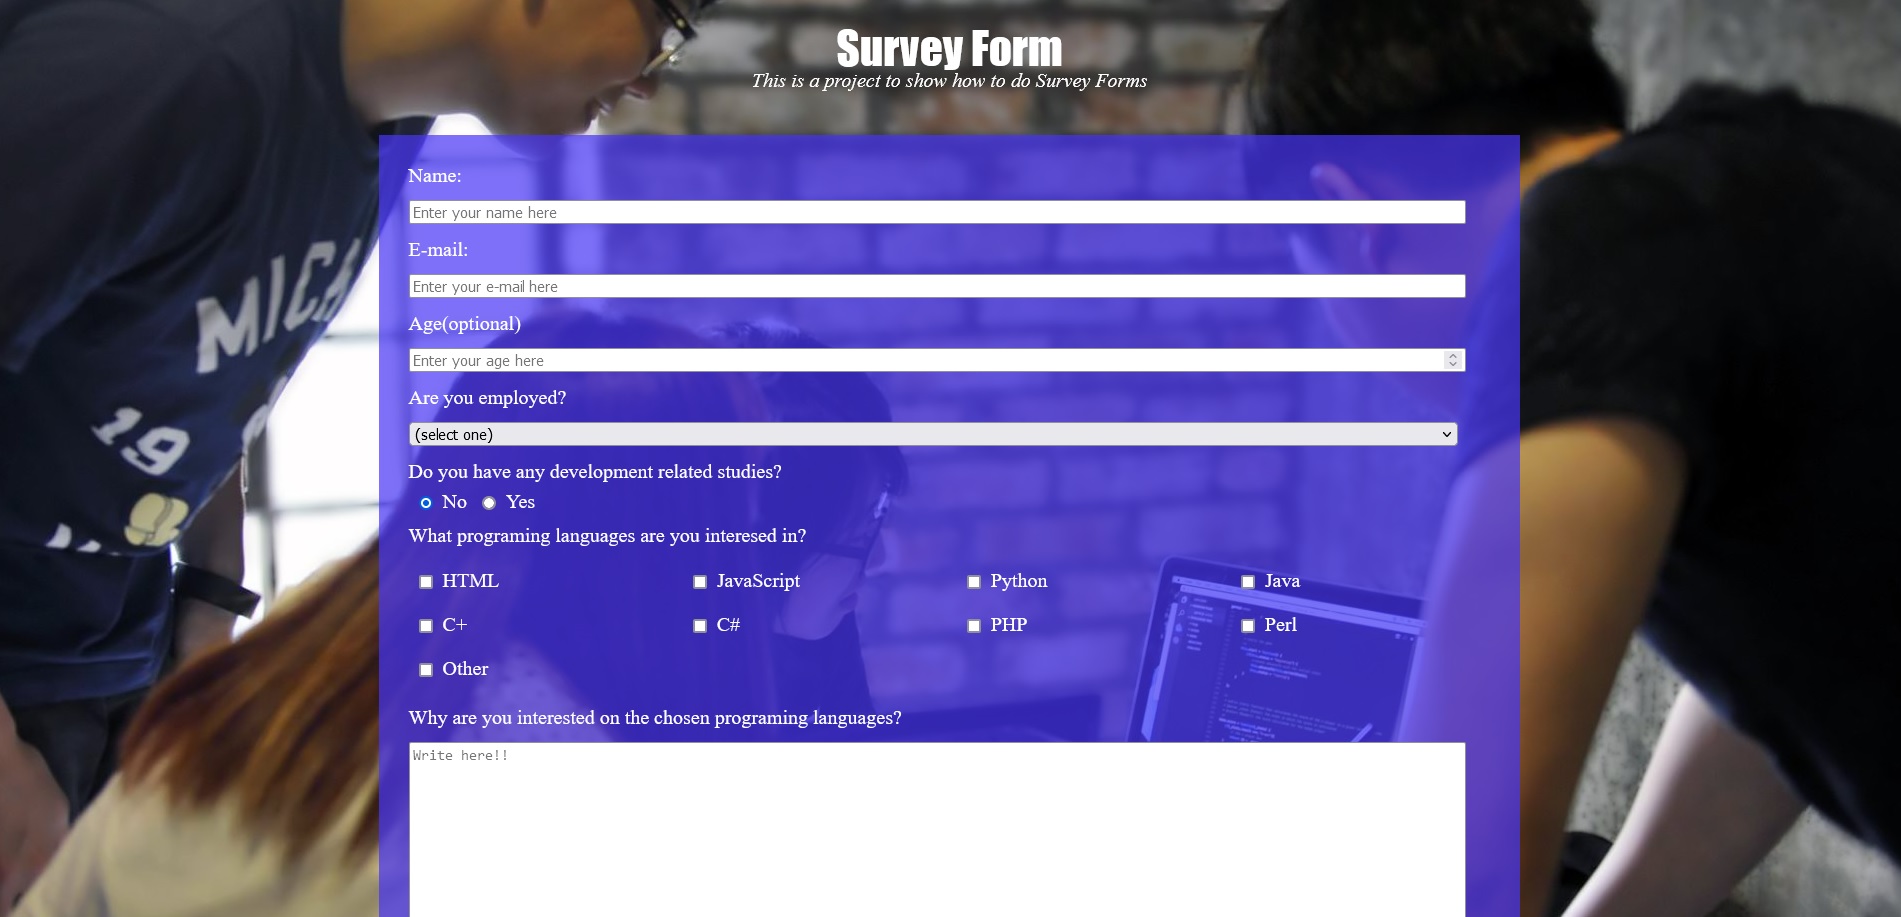 Survey Form
This is a project to show how to do Survey Forms
Name:
Enter your name here
E-mail:
Enter your e-mail here
Age(optional)
Enter your age here
Are you employed?
(select one)
Do you have any development related studies?
No Yes
What programing languages are you interesed in?
HTML JavaScript Python Java
C+ C# PHP Perl
Other
Why are you interested on the chosen programing languages?
Write here!!
MICH
19